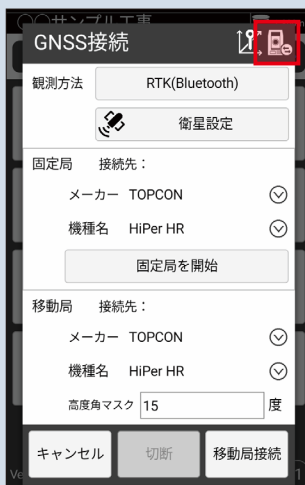 ○○サンプル工事
GNSS接続
観測方法 RTK(Bluetooth)
衛星設定
固定局 接続先：
メーカー TOPCON
機種名 HiPer HR
固定局を開始
移動局 接続先：
メーカー TOPCON
機種名 HiPer HR
高度角マスク 15 度
キャンセル 切断 移動局接続
Ve